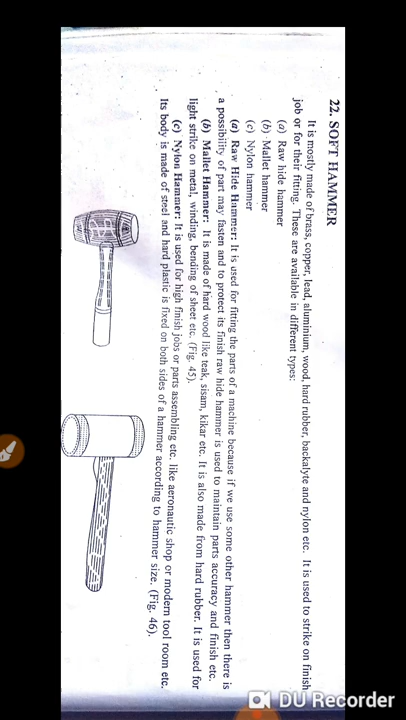 22. SOFT HAMMER
It is mostly made of brass, copper, lead, aluminium, wood, hard rubber, backalyte and nylon etc. It is used to strike on finish
job or for their fitting. These are available in different types:
(a) Raw hide hammer
(b) Mallet hammer
(c) Nylon hammer
(a) Raw Hide Hammer: It is used for fitting the parts of a machine because if we use some other hammer then there is
a possibility of part may fasten and to protect its finish raw hide hammer is used to maintain parts accuracy and finish etc.
(b) Mallet Hammer: It is made of hard wood like teak, sisam, kikar etc. It is also made from hard rubber. It is used for
light strike on metal, winding, bending of sheet etc. (Fig. 45).
(c) Nylon Hammer: It is used for high finish jobs or parts assembling etc. like aeronautic shop or modern tool room etc.
Its body is made of steel and hard plastic is fixed on both sides of a hammer according to hammer size. (Fig. 46).
DU Recorder